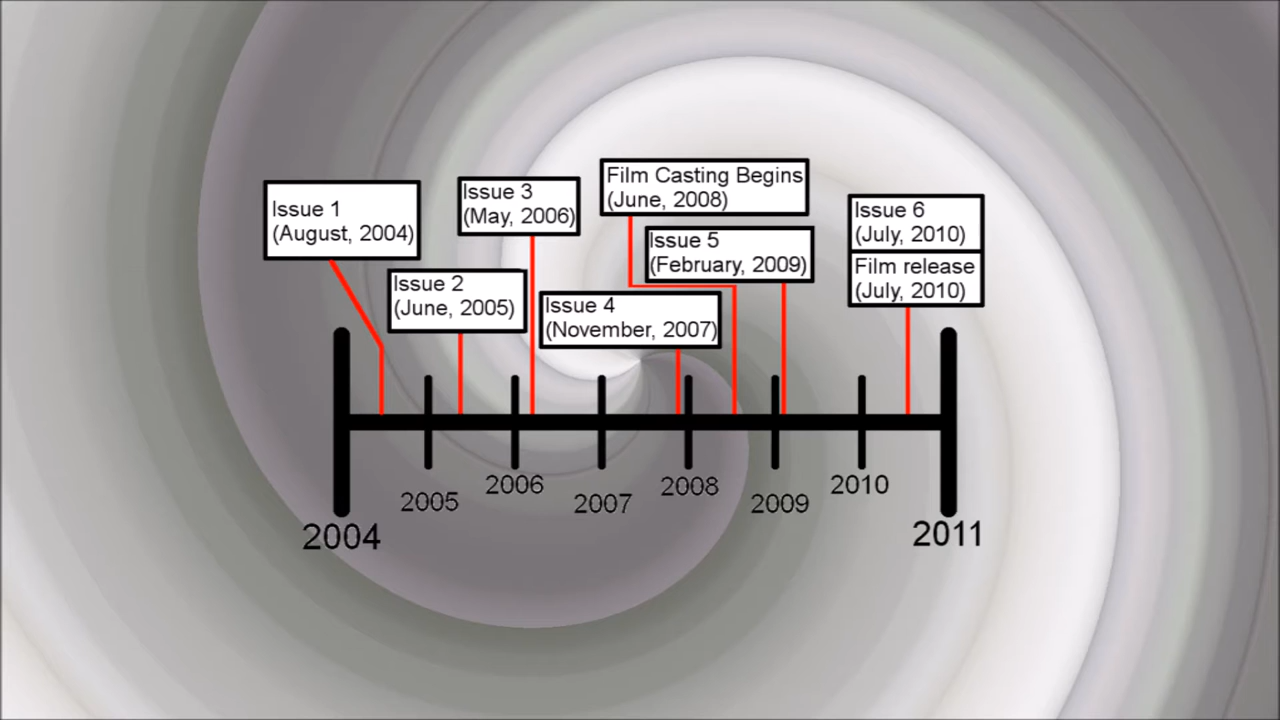 Issue 1
(August, 2004)
Issue 2
(June, 2005)
Issue 3
(May, 2006)
Issue 4
(November, 2007)
Film Casting Begins
(June, 2008)
Issue 5
(February, 2009)
Issue 6
(July, 2010)
Film release
(July, 2010)
2004
2005
2006
2007
2008
2009
2010
2011